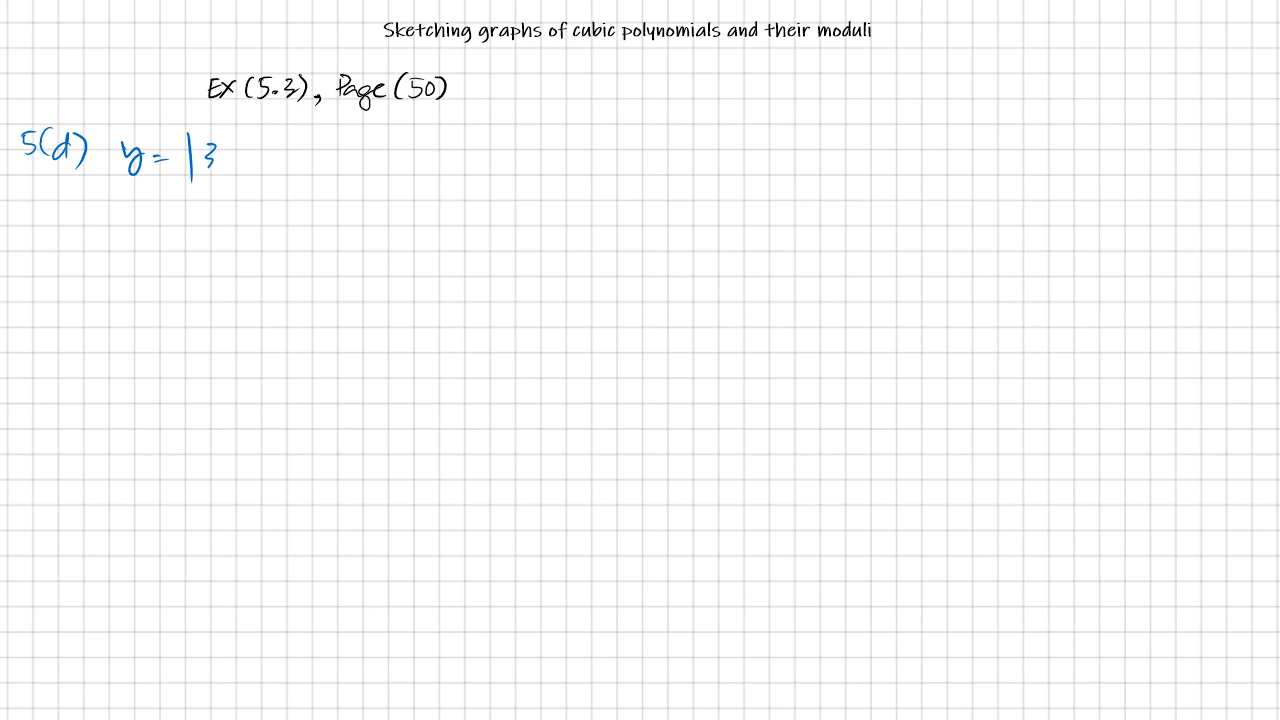 Sketching graphs of cubic polynomials and their moduli
Ex (5.3), Page (50)
5(d) y = | 3